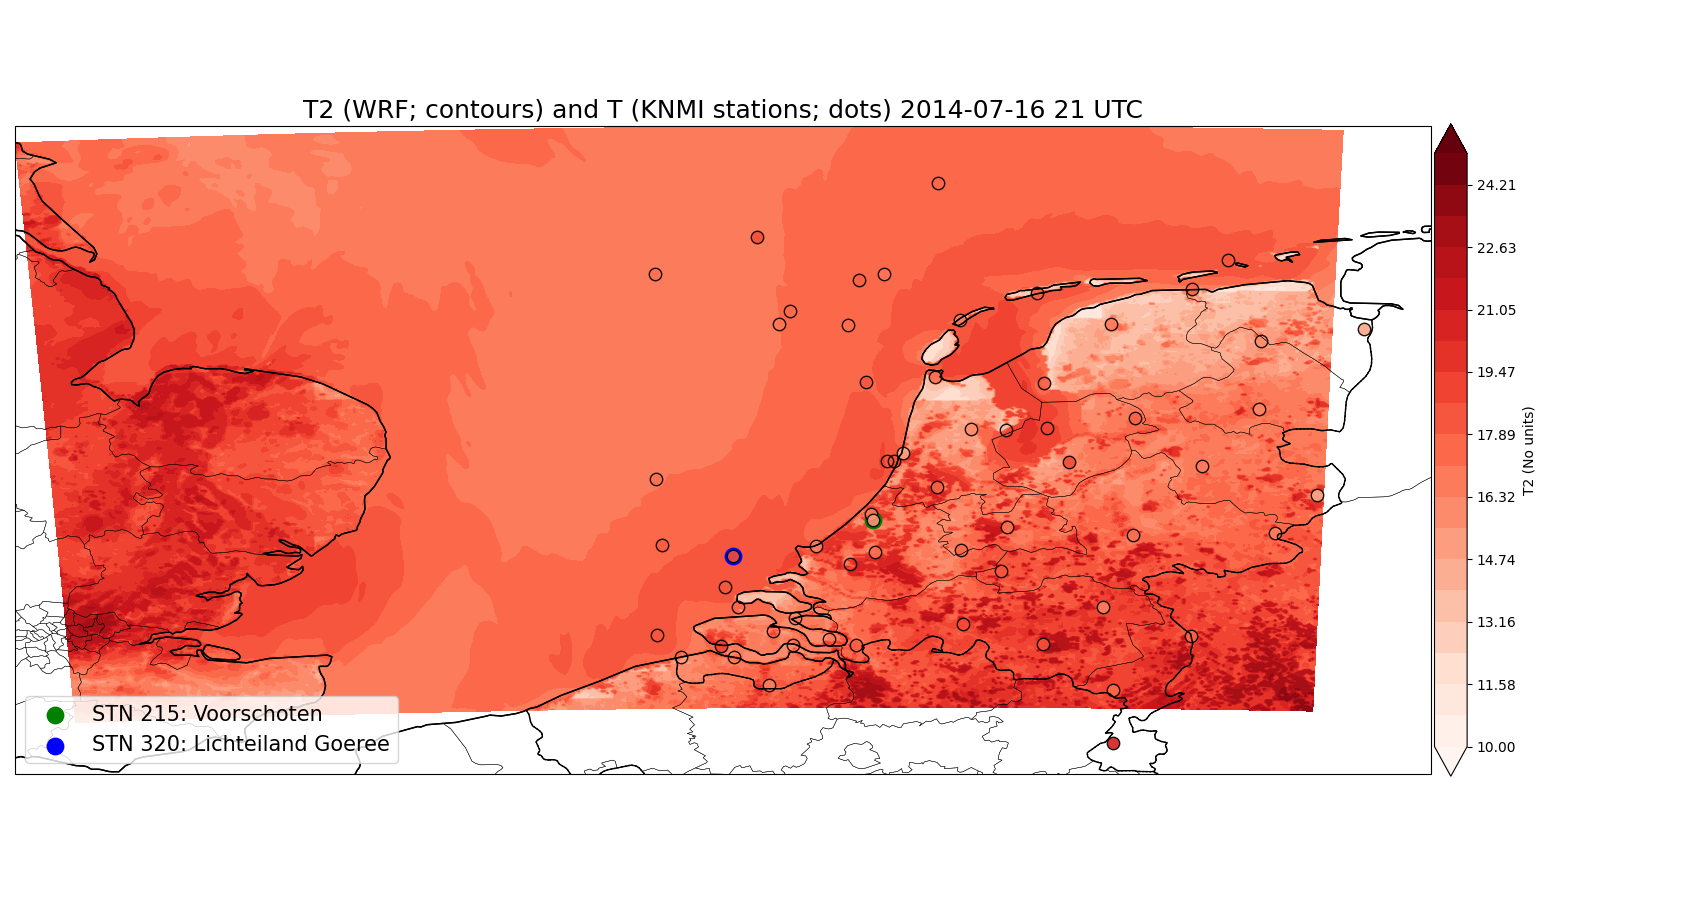 T2 (WRF; contours) and T (KNMI stations; dots) 2014-07-16 21 UTC
24.21
22.63
21.05
19.47
17.89
16.32
14.74
13.16
11.58
10.00
T2 (No units)
STN 215: Voorschoten
STN 320: Lichteiland Goeree